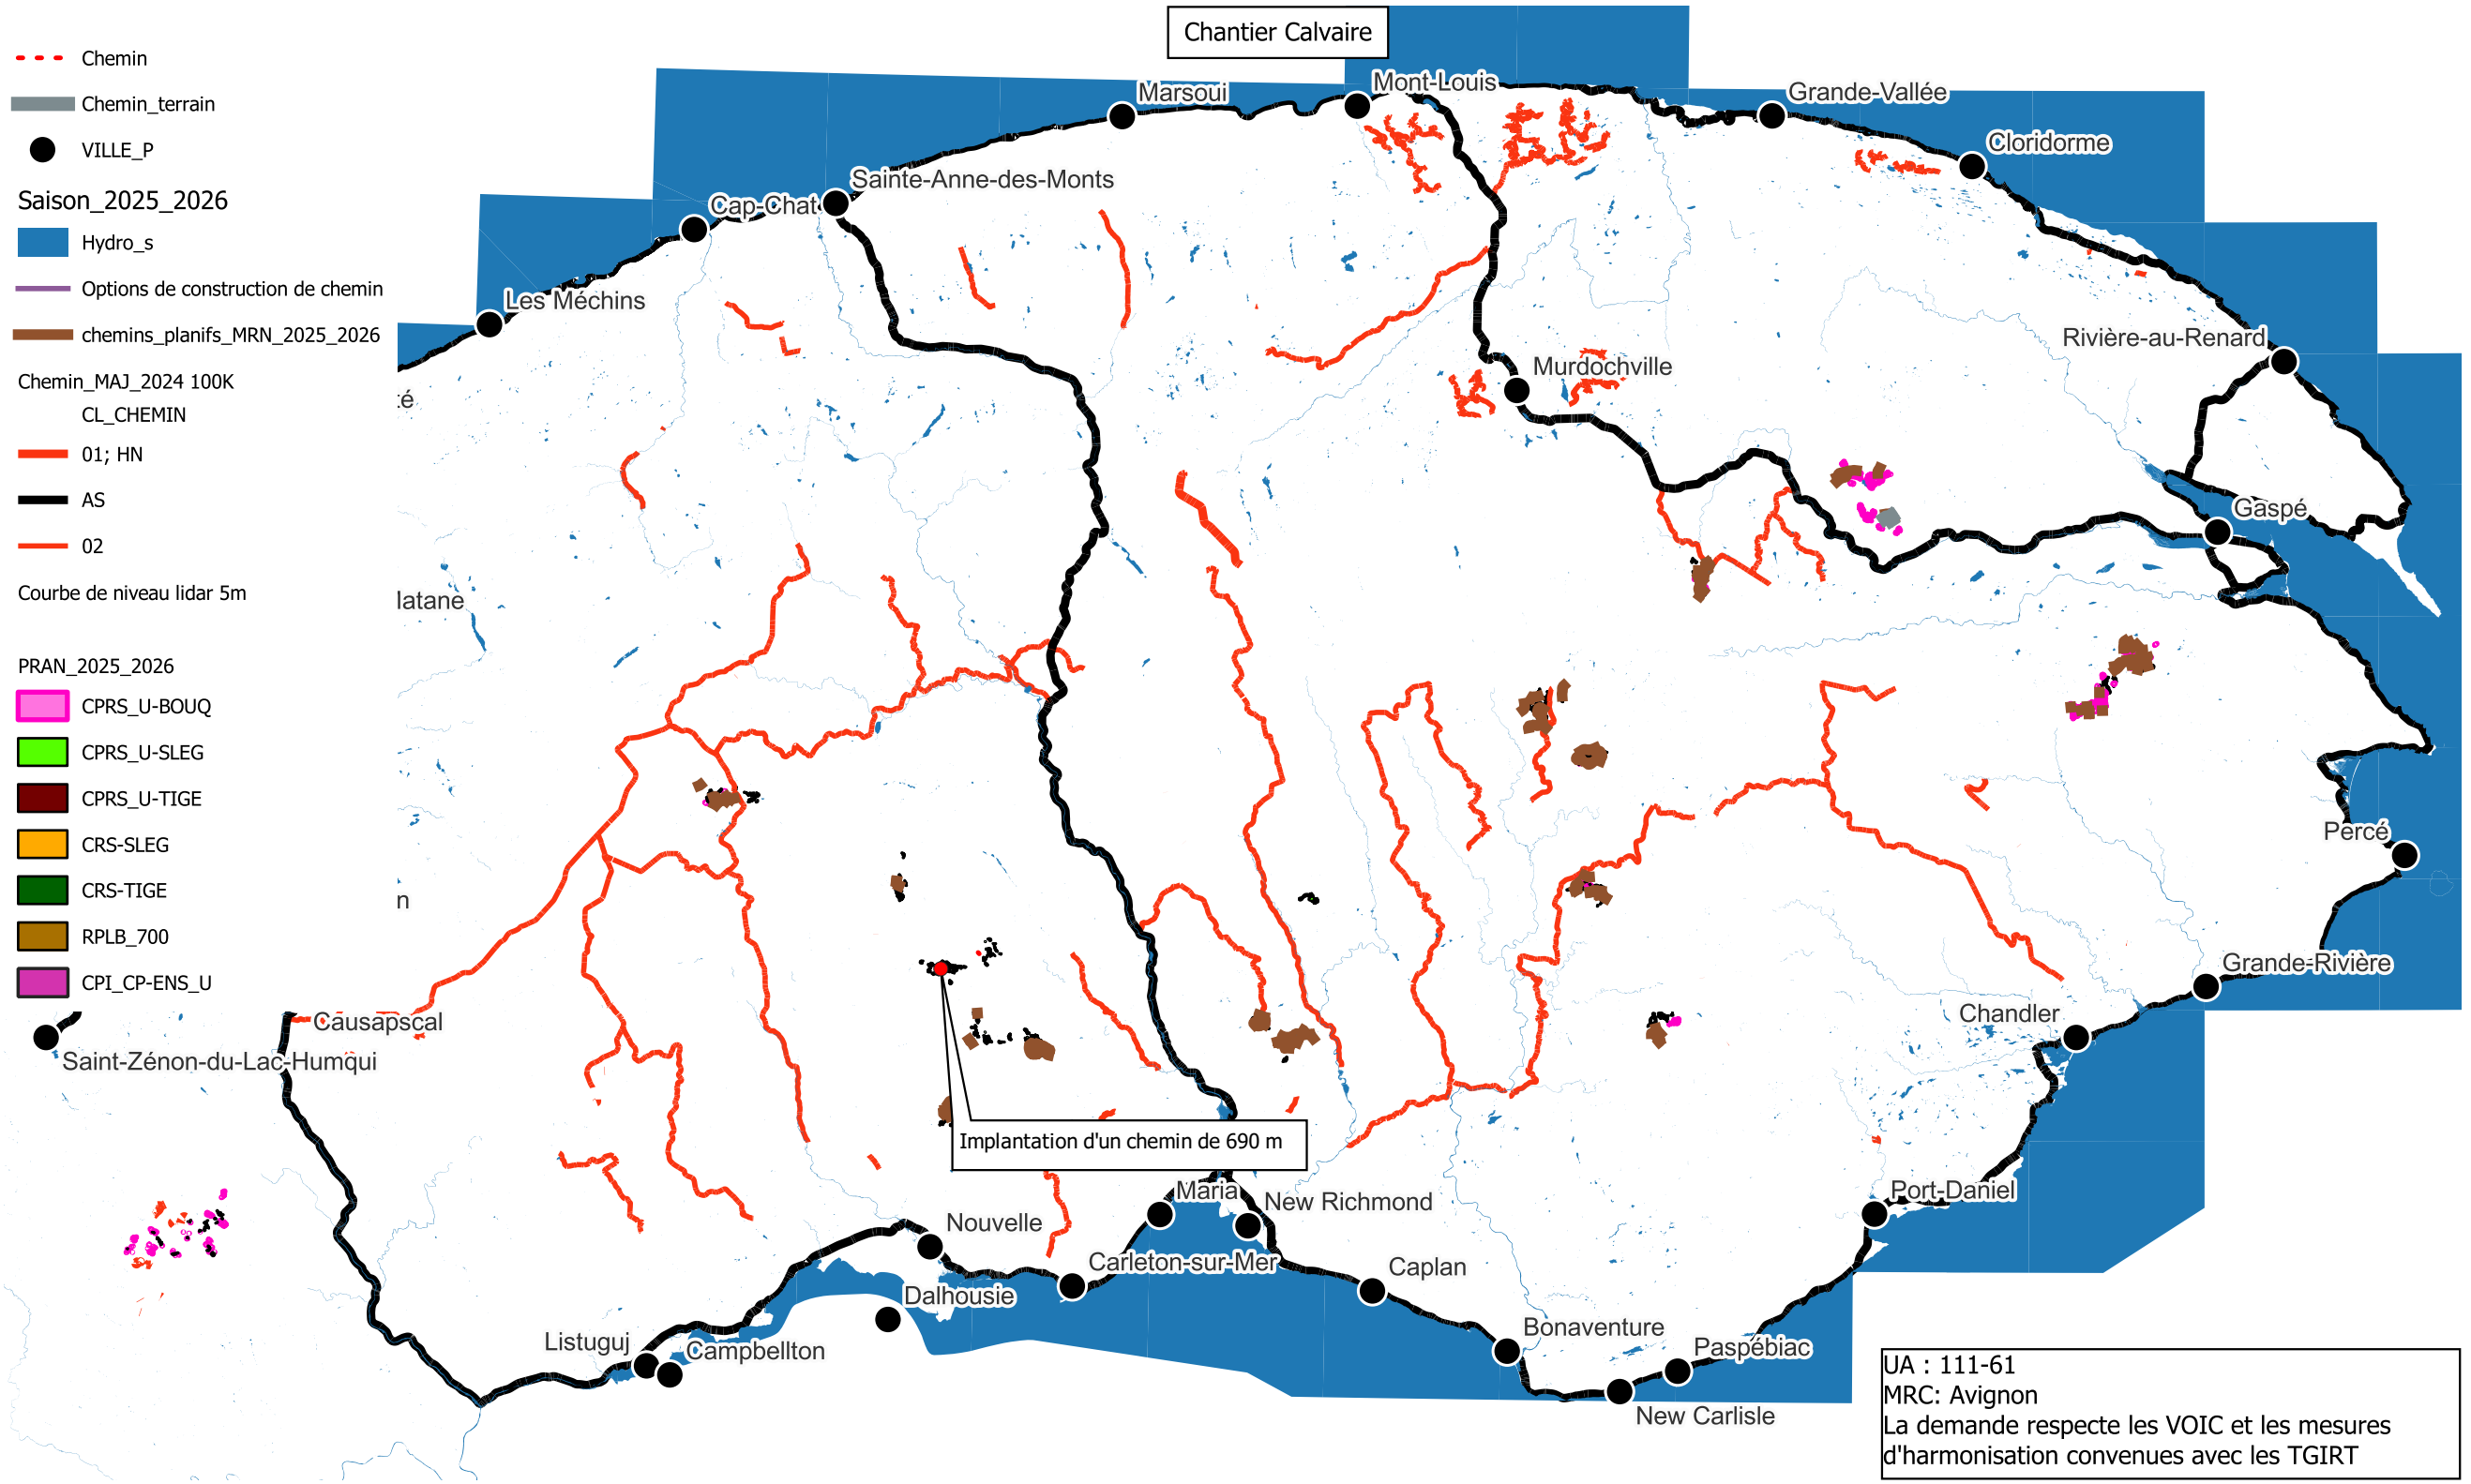 Chantier Calvaire
Chemin
Chemin_terrain
VILLE_P
Saison_2025_2026
Hydro_s
Options de construction de chemin
chemins_planifs_MRN_2025_2026
Chemin_MAJ_2024 100K
CL_CHEMIN
01; HN
AS
02
Courbe de niveau lidar 5m
PRAN_2025_2026
CPRS_U-BOUQ
CPRS_U-SLEG
CPRS_U-TIGE
CRS-SLEG
CRS-TIGE
RPLB_700
CPI_CP-ENS_U
Mont-Louis
Marsoui
Grande-Vallée
Cloridorme
Sainte-Anne-des-Monts
Cap-Chat
Les Méchins
Rivière-au-Renard
Murdochville
té
Gaspé
latane
Percé
n
Grande-Rivière
Chandler
Causapscal
Saint-Zénon-du-Lac-Humqui
Implantation d'un chemin de 690 m
Maria
New Richmond
Port-Daniel
Nouvelle
Carleton-sur-Mer
Caplan
Dalhousie
Bonaventure
Listuguj
Campbellton
Paspébiac
New Carlisle
UA : 111-61
MRC: Avignon
La demande respecte les VOIC et les mesures
d'harmonisation convenues avec les TGIRT